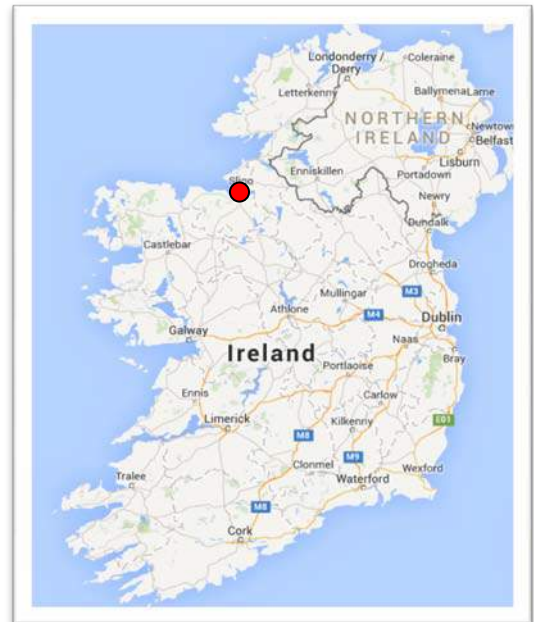 Londonderry /
Derry
Coleraine
Letterkenny
Ballymena
Larne
NORTHERN
IRELAND
Newtow
Belfast
Lisburn
Sligo
Enniskillen
Portadown
Newry
Dundalk
Castlebar
Drogheda
Mullingar
M3
Athlone
M4
Dublin
Galway
Naas
Ireland
Bray
Portlaoise
Ennis
Carlow
Limerick
E01
M8
Kilkenny
M9
Clonmel
Wexford
Tralee
Waterford
M8
Cork